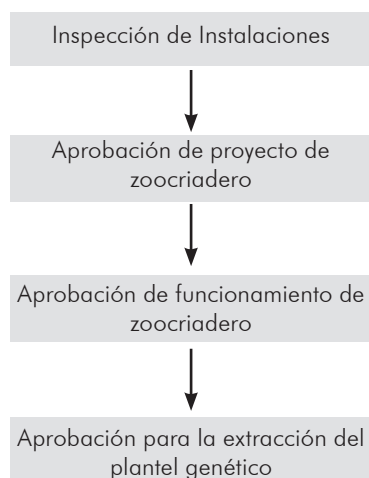 Inspección de Instalaciones
Aprobación de proyecto de
zoocriadero
Aprobación de funcionamiento de
zoocriadero
Aprobación para la extracción del
plantel genético